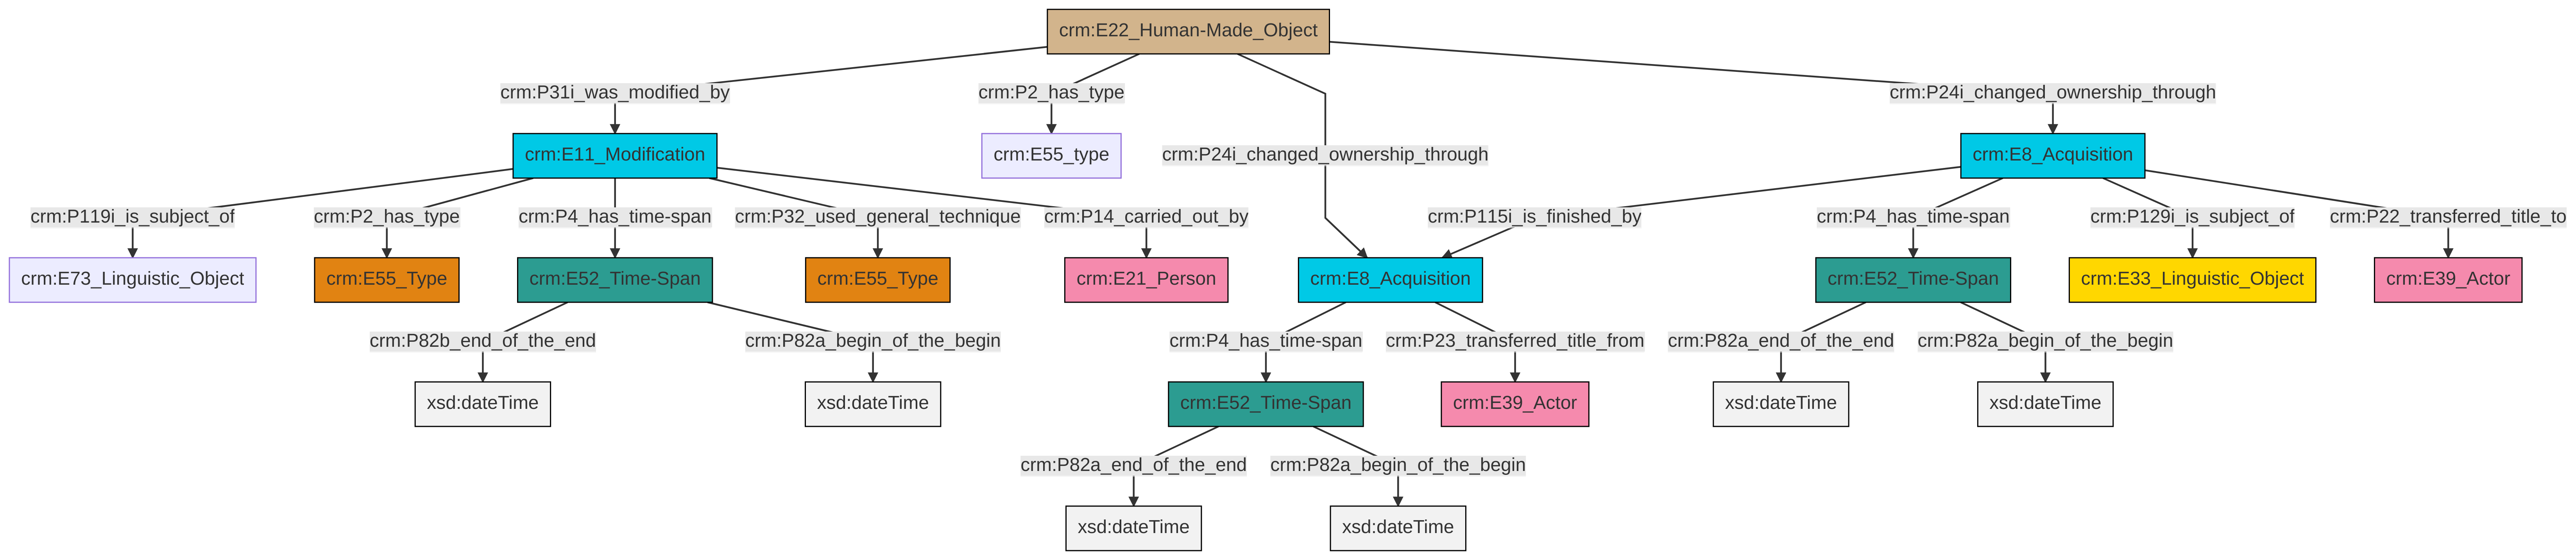 crm:E22_Human-Made_Object
crm:P31i_was_modified_by
crm:P2_has_type
crm:P24i_changed_ownership_through
crm:E11_Modification
crm:E55_type
crm:P24i_changed_ownership_through
crm:E8_Acquisition
crm:P119i_is_subject_of
crm:P2_has_type
crm:P4_has_time-span
crm:P32_used_general_technique
crm:P14_carried_out_by
crm:P115i_is_finished_by
crm:P4_has_time-span
crm:P129i_is_subject_of
crm:P22_transferred_title_to
crm:E73_Linguistic_Object
crm:E55_Type
crm:E52_Time-Span
crm:E55_Type
crm:E21_Person
crm:E8_Acquisition
crm:E52_Time-Span
crm:E33_Linguistic_Object
crm:E39_Actor
crm:P82b_end_of_the_end
crm:P82a_begin_of_the_begin
crm:P4_has_time-span
crm:P23_transferred_title_from
crm:P82a_end_of_the_end
crm:P82a_begin_of_the_begin
xsd:dateTime
xsd:dateTime
crm:E52_Time-Span
crm:E39_Actor
xsd:dateTime
xsd:dateTime
crm:P82a_end_of_the_end
crm:P82a_begin_of_the_begin
xsd:dateTime
xsd:dateTime